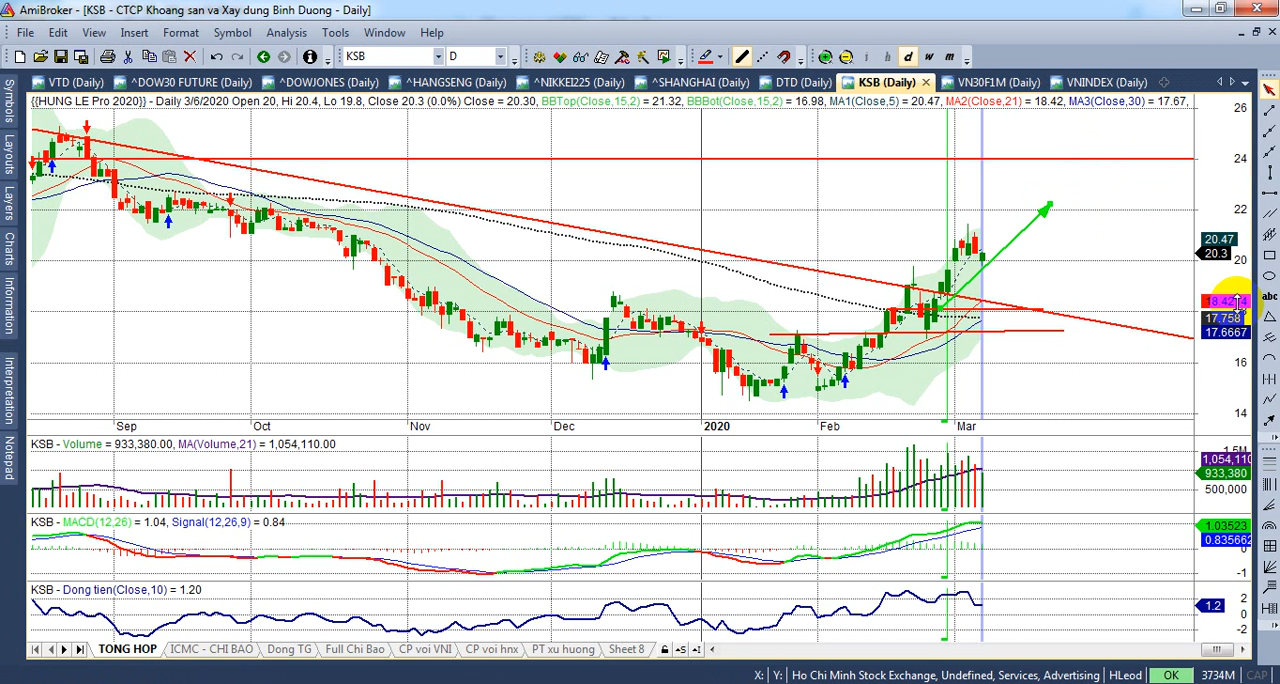 AmiBroker - [KSB - CTCP Khoang san va Xay dung Binh Duong - Daily]
File Edit View Insert Format Symbol Analysis Tools Window Help
KSB D i h d w m
VTD (Daily) ^DOW30 FUTURE (Daily) ^DOWJONES (Daily) ^HANGSENG (Daily) ^NIKKEI225 (Daily) ^SHANGHAI (Daily) DTD (Daily) KSB (Daily) VN30F1M (Daily) VNINDEX (Daily)
{{HUNG LE Pro 2020}} - Daily 3/6/2020 Open 20, Hi 20.4, Lo 19.8, Close 20.3 (0.0%) Close = 20.30, BBTop(Close,15,2) = 21.32, BBBot(Close,15,2) = 16.98, MA1(Close,5) = 20.47, MA2(Close,21) = 18.42, MA3(Close,30) = 17.67,
Symbols
Layouts
Layers
Charts
Information
Interpretation
Notepad
26
24
22
20.47
20.3
20
17.758
17.6667
16
14
abc
Sep Oct Nov Dec 2020 Feb Mar
KSB - Volume = 933,380.00, MA(Volume,21) = 1,054,110.00
1,054,110
933,380
500,000
KSB - MACD(12,26) = 1.04, Signal(12,26,9) = 0.84
1.03523
0.835562
0
-1
KSB - Dong tien(Close,10) = 1.20
2
1.2
0
-2
TONG HOP ICMC - CHI BAO Dong TG Full Chi Bao CP voi VNI CP voi hnx PT xu huong Sheet 8
X: Y: Ho Chi Minh Stock Exchange, Undefined, Services, Advertising HLeod OK 3734M CAP